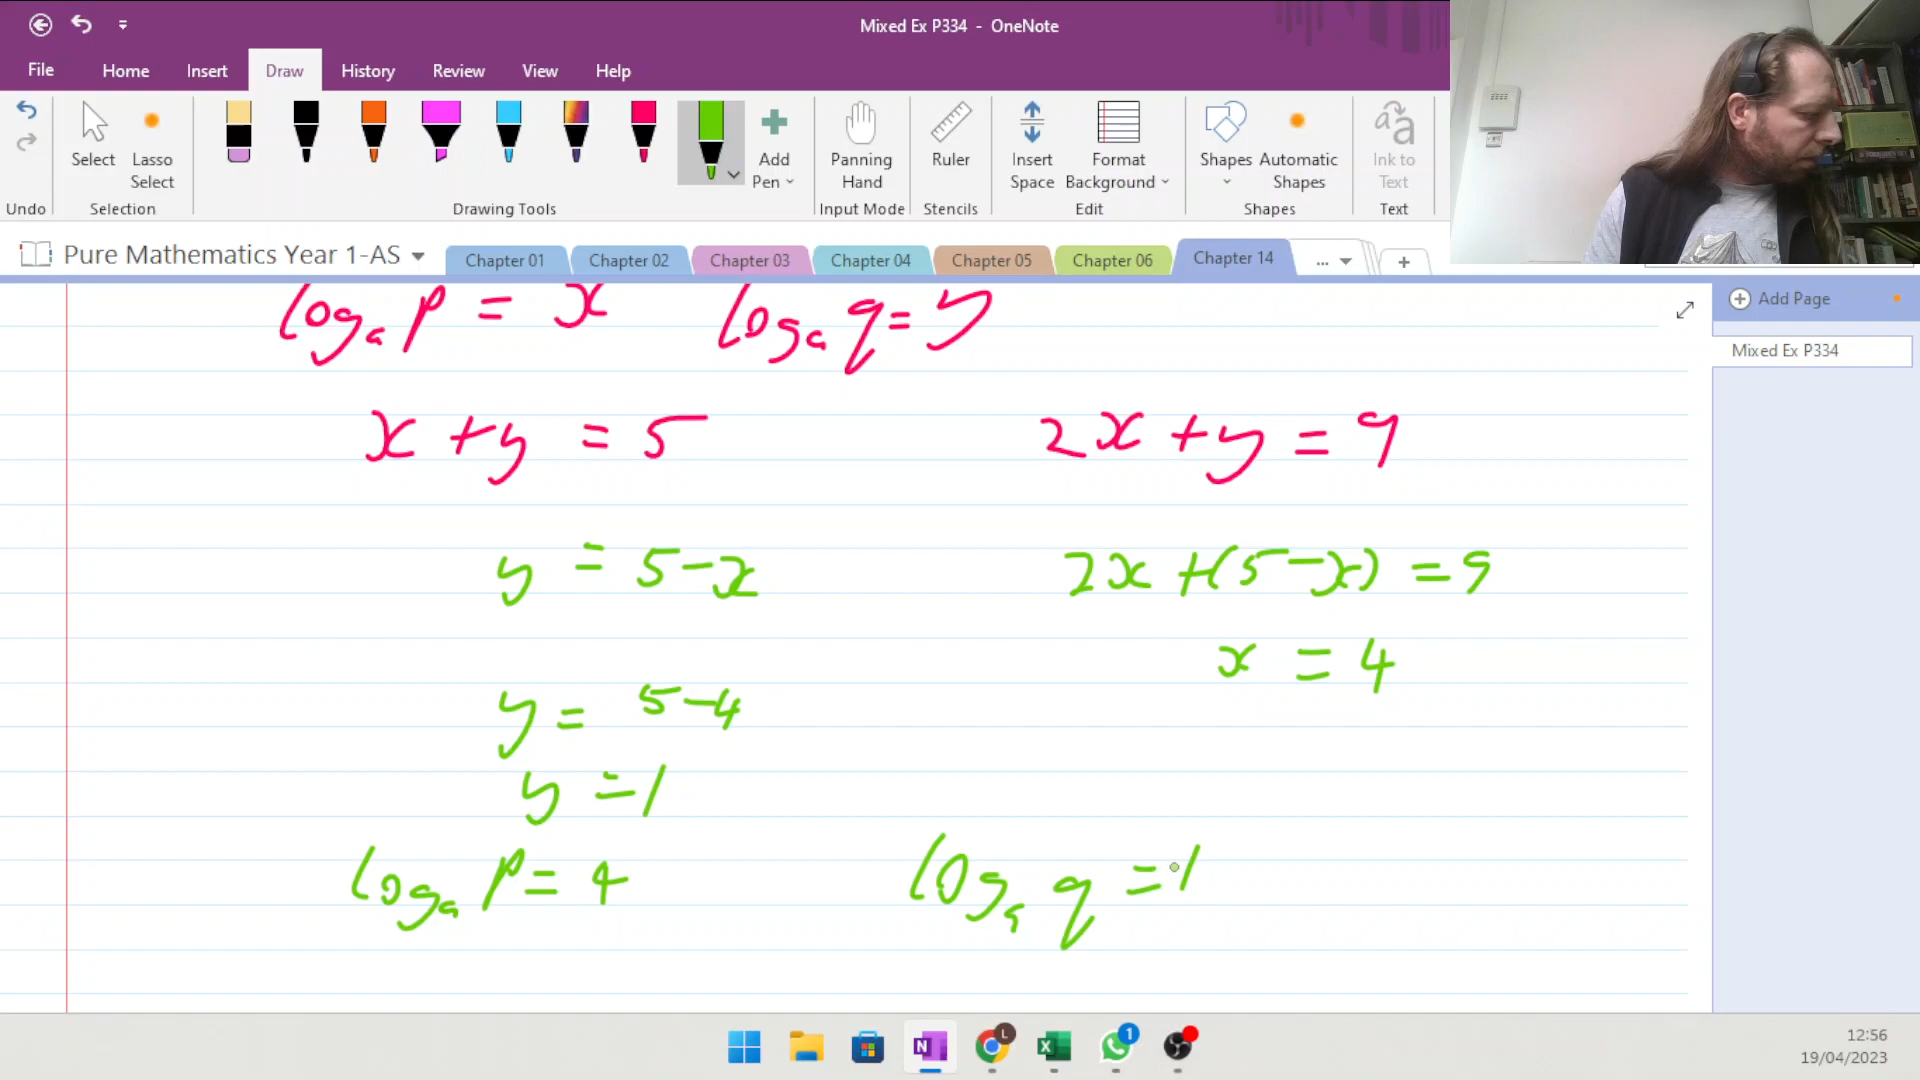 Mixed Ex P334 - OneNote
File Home Insert Draw History Review View Help
Select Lasso Select Add Pen Panning Hand Ruler Insert Space Format Background Shapes Automatic Shapes Ink to Text
Undo Selection Drawing Tools Input Mode Stencils Edit Shapes Text
Pure Mathematics Year 1-AS Chapter 01 Chapter 02 Chapter 03 Chapter 04 Chapter 05 Chapter 06 Chapter 14 ...
Add Page
Mixed Ex P334
logₐ p = x logₐ q = y
x + y = 5 2x + y = 9
y = 5 - x 2x + (5 - x) = 9
x = 4
y = 5 - 4
y = 1
logₐ p = 4 logₐ q = 1
L 1
12:56
19/04/2023